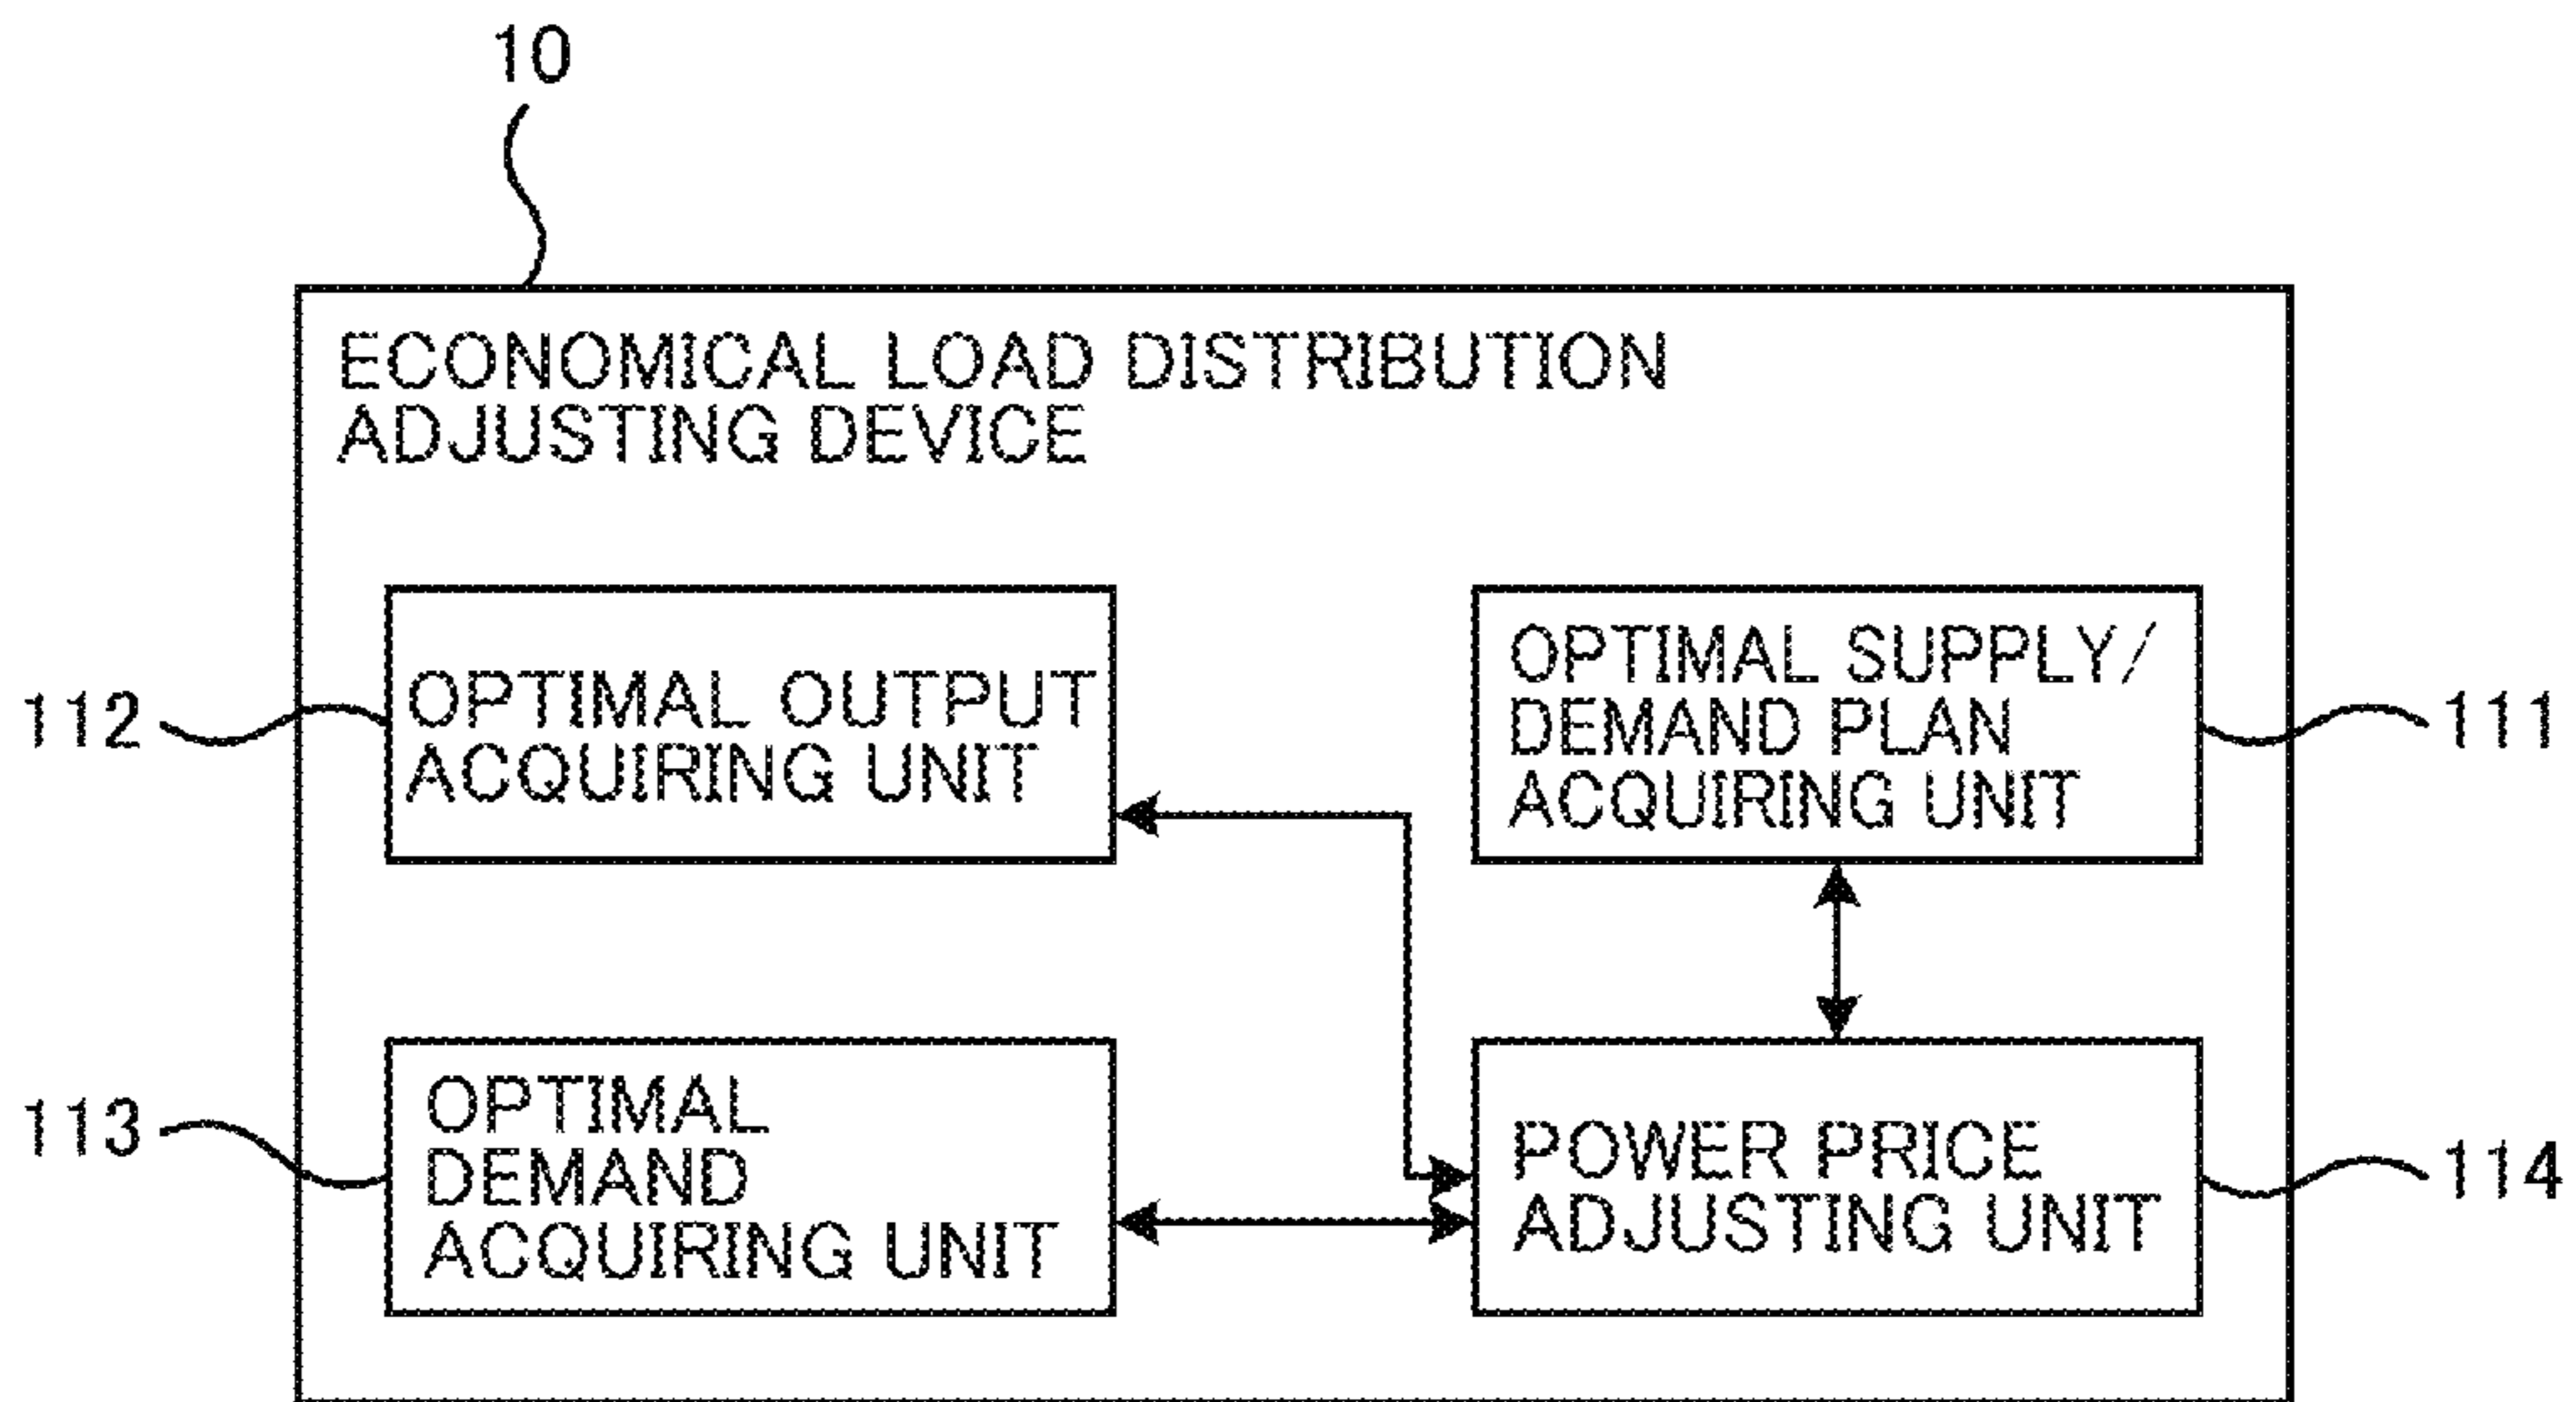 10
ECONOMICAL LOAD DISTRIBUTION
ADJUSTING DEVICE
112
OPTIMAL OUTPUT
ACQUIRING UNIT
OPTIMAL SUPPLY/
DEMAND PLAN
ACQUIRING UNIT
111
113
OPTIMAL
DEMAND
ACQUIRING UNIT
POWER PRICE
ADJUSTING UNIT
114